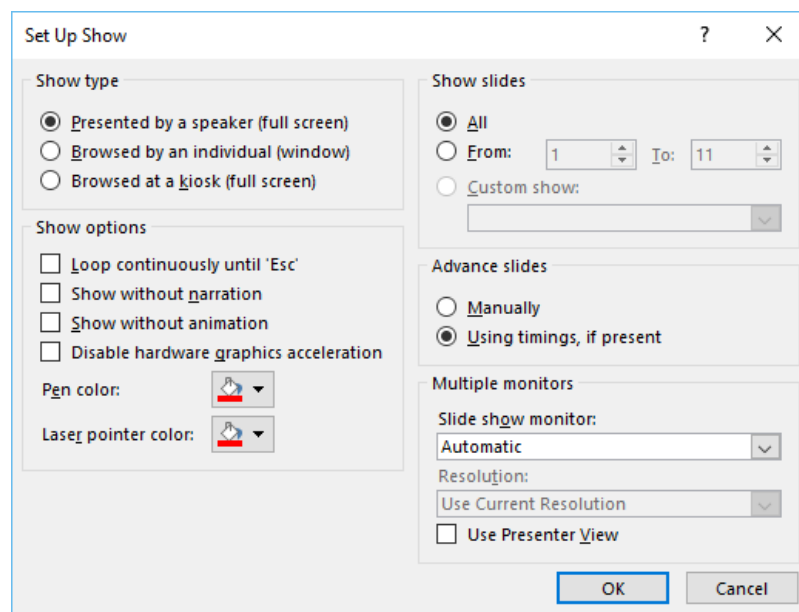 Set Up Show
?
Show type
Presented by a speaker (full screen)
Browsed by an individual (window)
Browsed at a kiosk (full screen)
Show options
Loop continuously until 'Esc'
Show without narration
Show without animation
Disable hardware graphics acceleration
Pen color:
Laser pointer color:
Show slides
All
From: 1 To: 11
Custom show:
Advance slides
Manually
Using timings, if present
Multiple monitors
Slide show monitor:
Automatic
Resolution:
Use Current Resolution
Use Presenter View
OK Cancel